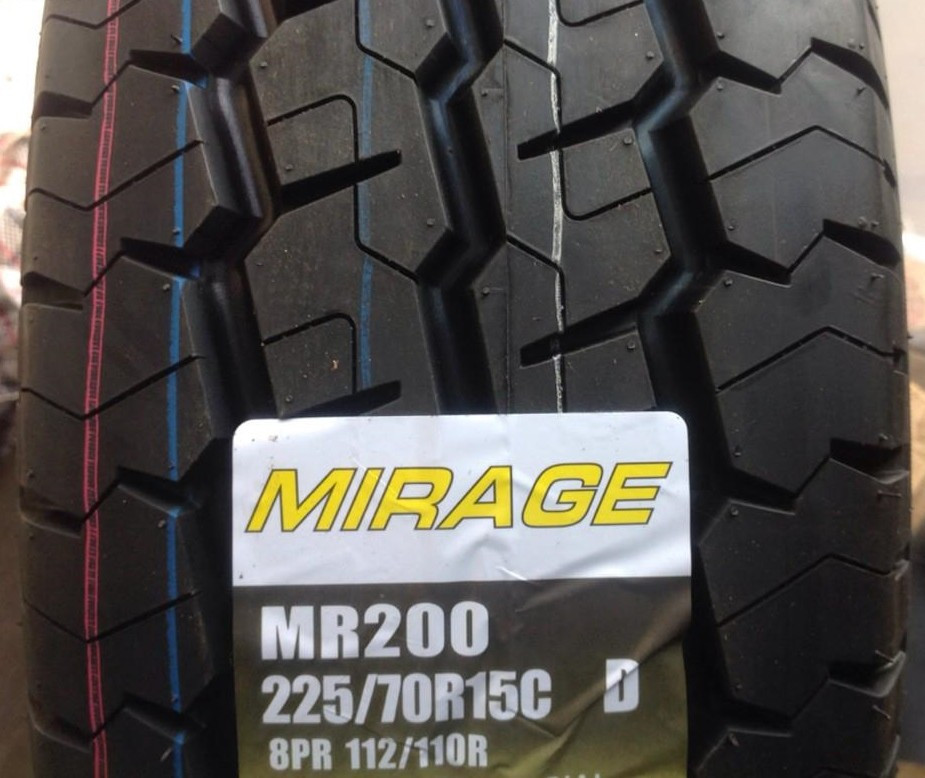 MIRAGE
MR200
225/70R15C D
8PR 112/110R